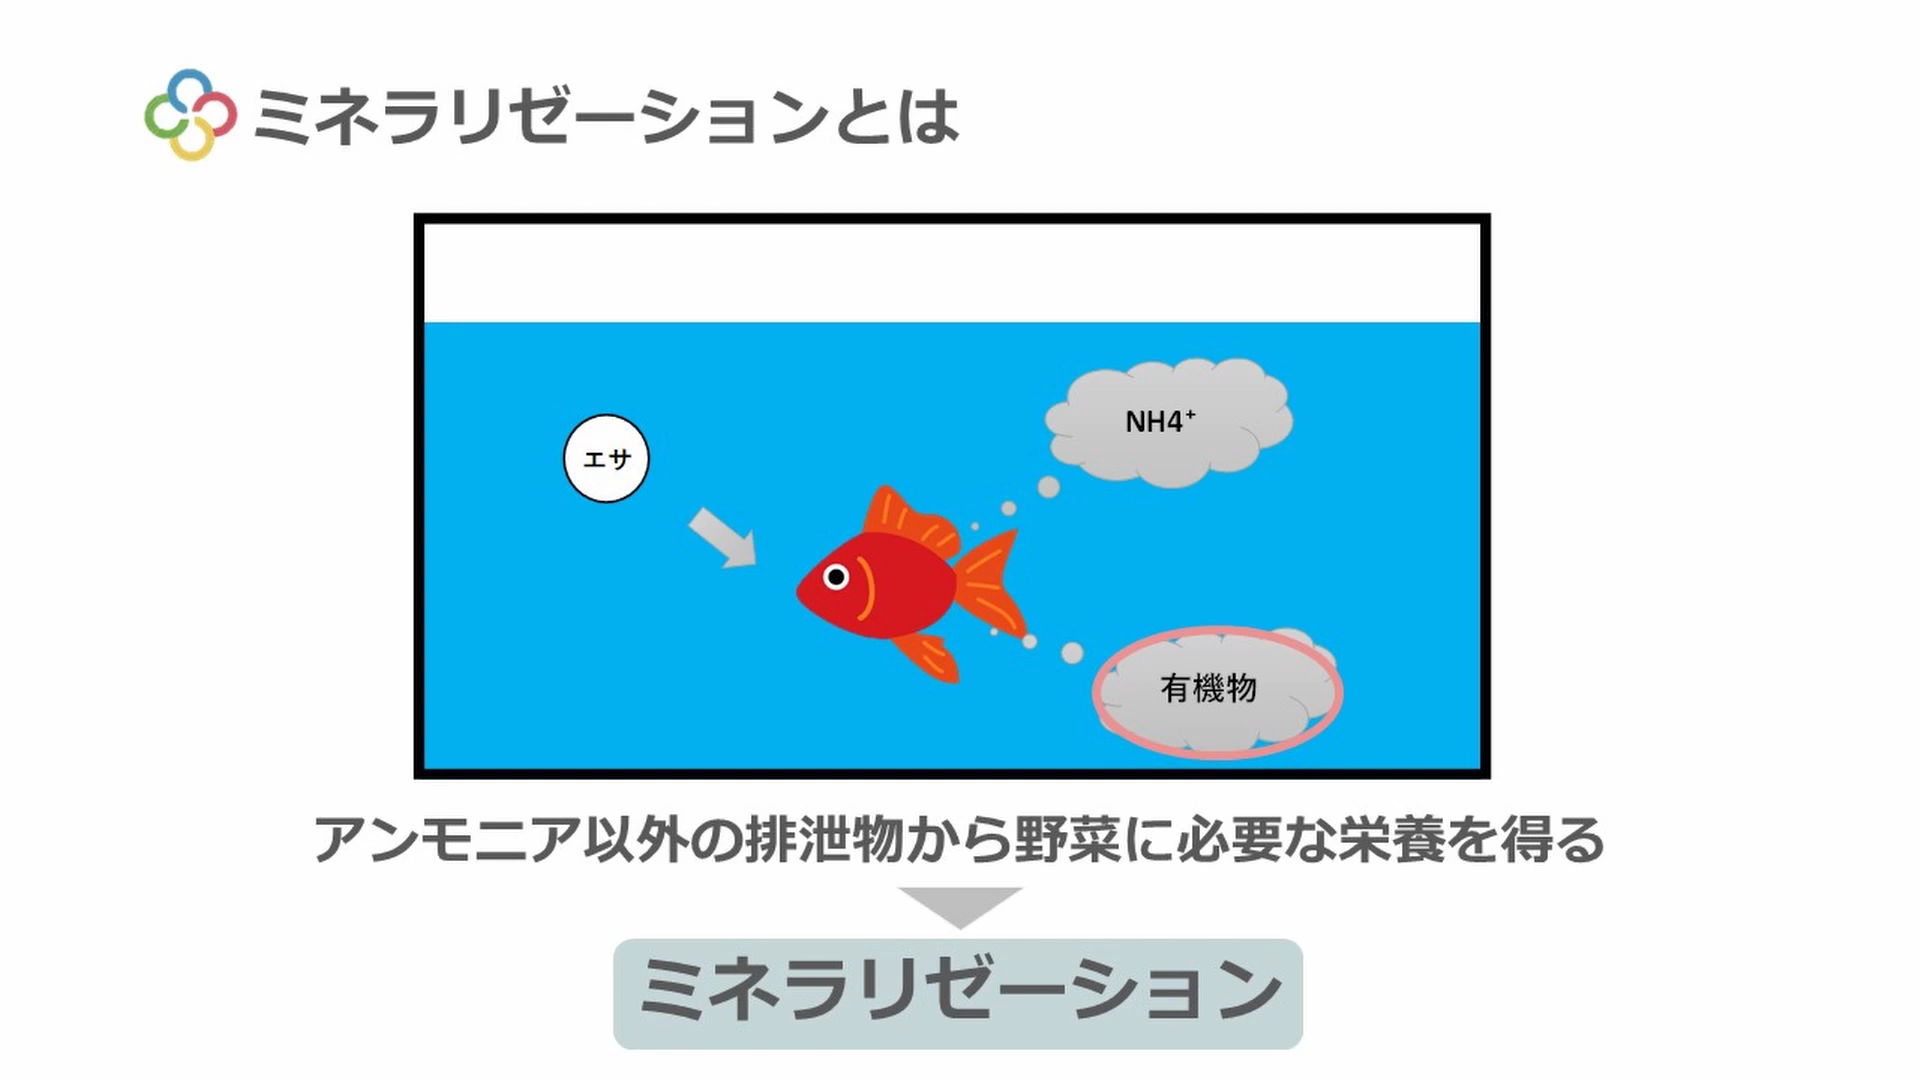 ミネラリゼーションとは
NH4⁺
エサ
有機物
アンモニア以外の排泄物から野菜に必要な栄養を得る
ミネラリゼーション